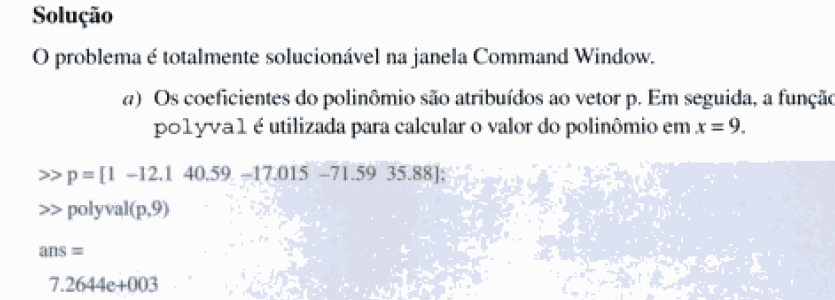 Solução
O problema é totalmente solucionável na janela Command Window.
a) Os coeficientes do polinômio são atribuídos ao vetor p. Em seguida, a função
polyval é utilizada para calcular o valor do polinômio em x = 9.
>> p = [1 –12.1 40.59 –17.015 –71.59 35.88];
>> polyval(p,9)
ans =
7.2644e+003